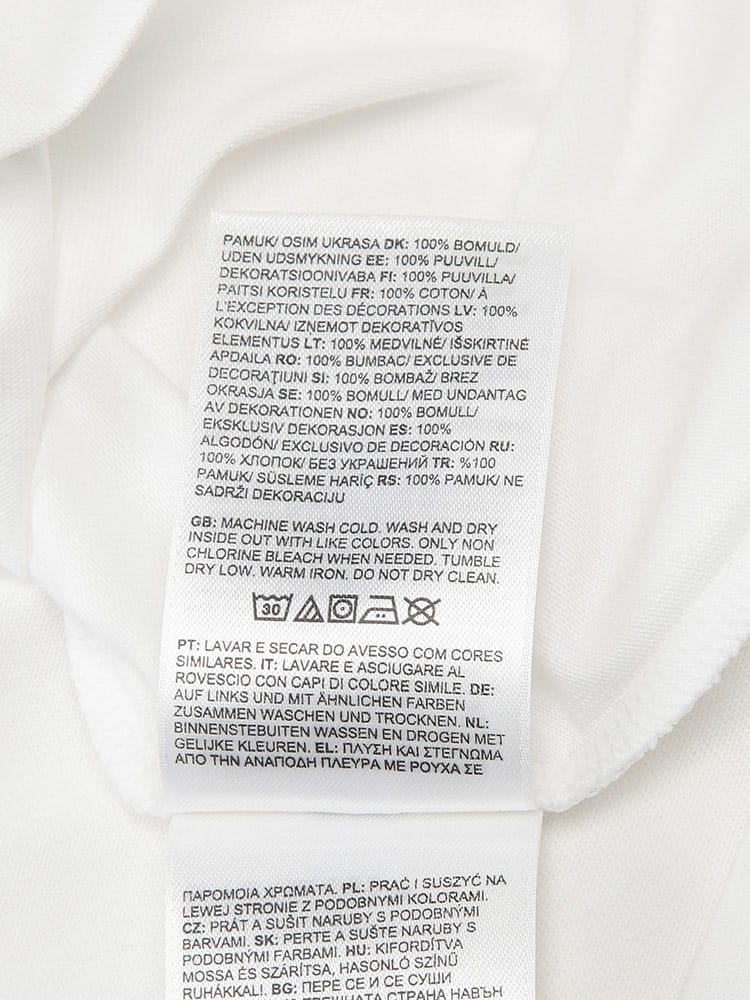 PAMUK/ OSIM UKRASA DK: 100% BOMULD/
UDEN UDSMYKNING EE: 100% PUUVILL/
DEKORATSIOONIVABA FI: 100% PUUVILLA/
PAITSI KORISTELU FR: 100% COTON/ À
L'EXCEPTION DES DÉCORATIONS LV: 100%
KOKVILNA/ IZŅEMOT DEKORATĪVOS
ELEMENTUS LT: 100% MEDVILNĖ/ IŠSKIRTINĖ
APDAILA RO: 100% BUMBAC/ EXCLUSIVE DE
DECORAŢIUNI SI: 100% BOMBAŽ/ BREZ
OKRASJA SE: 100% BOMULL/ MED UNDANTAG
AV DEKORATIONEN NO: 100% BOMULL/
EKSKLUSIV DEKORASJON ES: 100%
ALGODÓN/ EXCLUSIVO DE DECORACIÓN RU:
100% ХЛОПОК/ БЕЗ УКРАШЕНИЙ TR: %100
PAMUK/ SÜSLEME HARİÇ RS: 100% PAMUK/ NE
SADRŽI DEKORACIJU
GB: MACHINE WASH COLD. WASH AND DRY
INSIDE OUT WITH LIKE COLORS. ONLY NON
CHLORINE BLEACH WHEN NEEDED. TUMBLE
DRY LOW. WARM IRON. DO NOT DRY CLEAN.
30
PT: LAVAR E SECAR DO AVESSO COM CORES
SIMILARES. IT: LAVARE E ASCIUGARE AL
ROVESCIO CON CAPI DI COLORE SIMILE. DE:
AUF LINKS UND MIT ÄHNLICHEN FARBEN
ZUSAMMEN WASCHEN UND TROCKNEN. NL:
BINNENSTEBUITEN WASSEN EN DROGEN MET
GELIJKE KLEUREN. EL: ΠΛΥΣΗ ΚΑΙ ΣΤΕΓΝΩΜΑ
ΑΠΟ ΤΗΝ ΑΝΑΠΟΔΗ ΠΛΕΥΡΑ ΜΕ ΡΟΥΧΑ ΣΕ
ΠΑΡΟΜΟΙΑ ΧΡΩΜΑΤΑ. PL: PRAĆ I SUSZYĆ NA
LEWEJ STRONIE Z PODOBNYMI KOLORAMI.
CZ: PRÁT A SUŠIT NARUBY S PODOBNÝMI
BARVAMI. SK: PERTE A SUŠTE NARUBY S
PODOBNÝMI FARBAMI. HU: KIFORDÍTVA
MOSSA ÉS SZÁRÍTSA, HASONLÓ SZÍNŰ
RUHÁKKAL!. BG: ПЕРЕ СЕ И СЕ СУШИ
СТРАНА НАВЪН